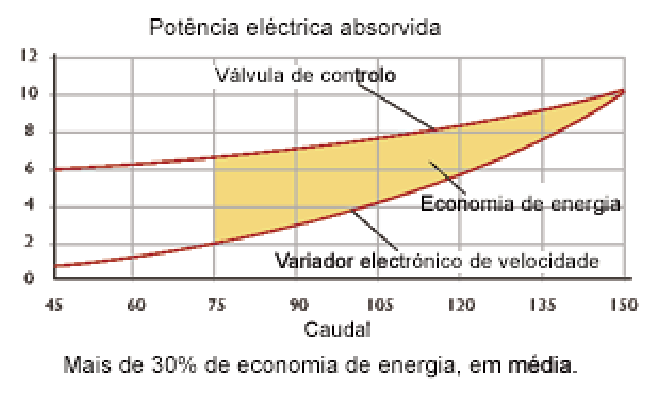 Potência eléctrica absorvida
12
Válvula de controlo
10
8
6
4
Economia de energia
2
Variador electrónico de velocidade
0
45 60 75 90 105 120 135 150
Caudal
Mais de 30% de economia de energia, em média.